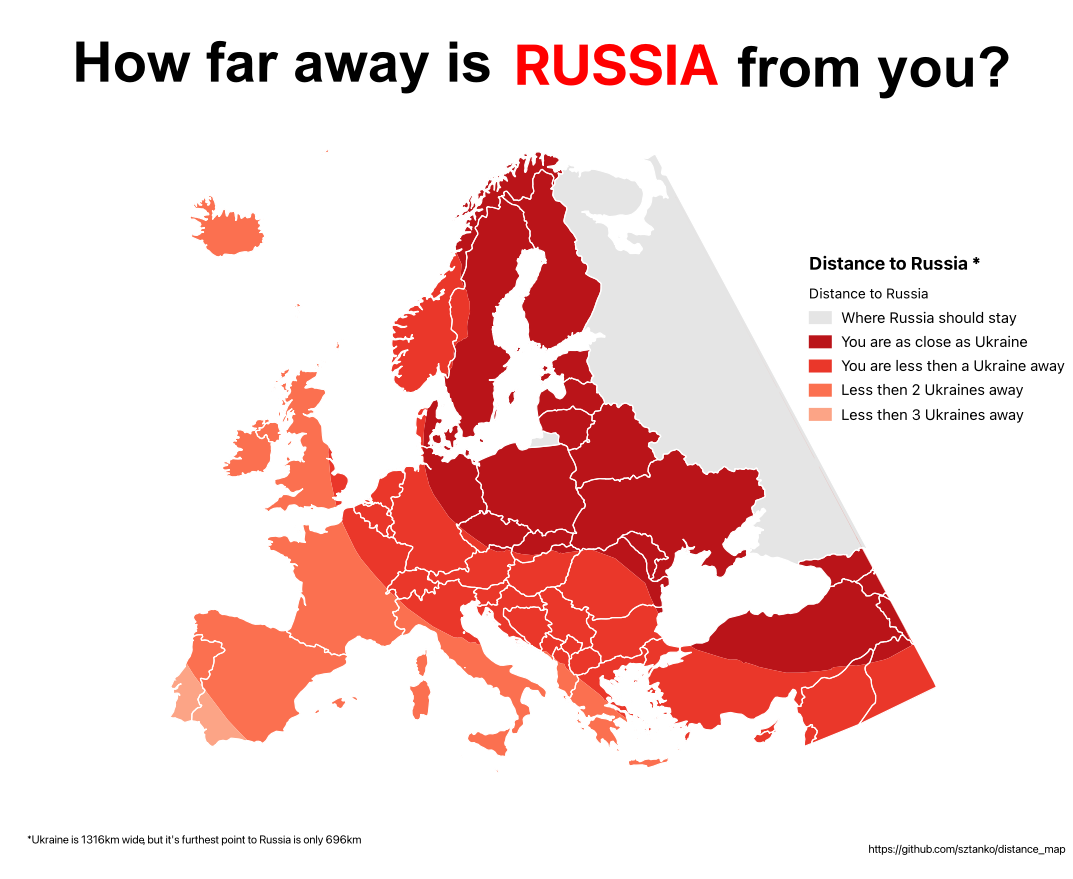 How far away is RUSSIA from you?
Distance to Russia *
Distance to Russia
Where Russia should stay
You are as close as Ukraine
You are less then a Ukraine away
Less then 2 Ukraines away
Less then 3 Ukraines away
*Ukraine is 1316km wide, but it's furthest point to Russia is only 696km
https://github.com/sztanko/distance_map